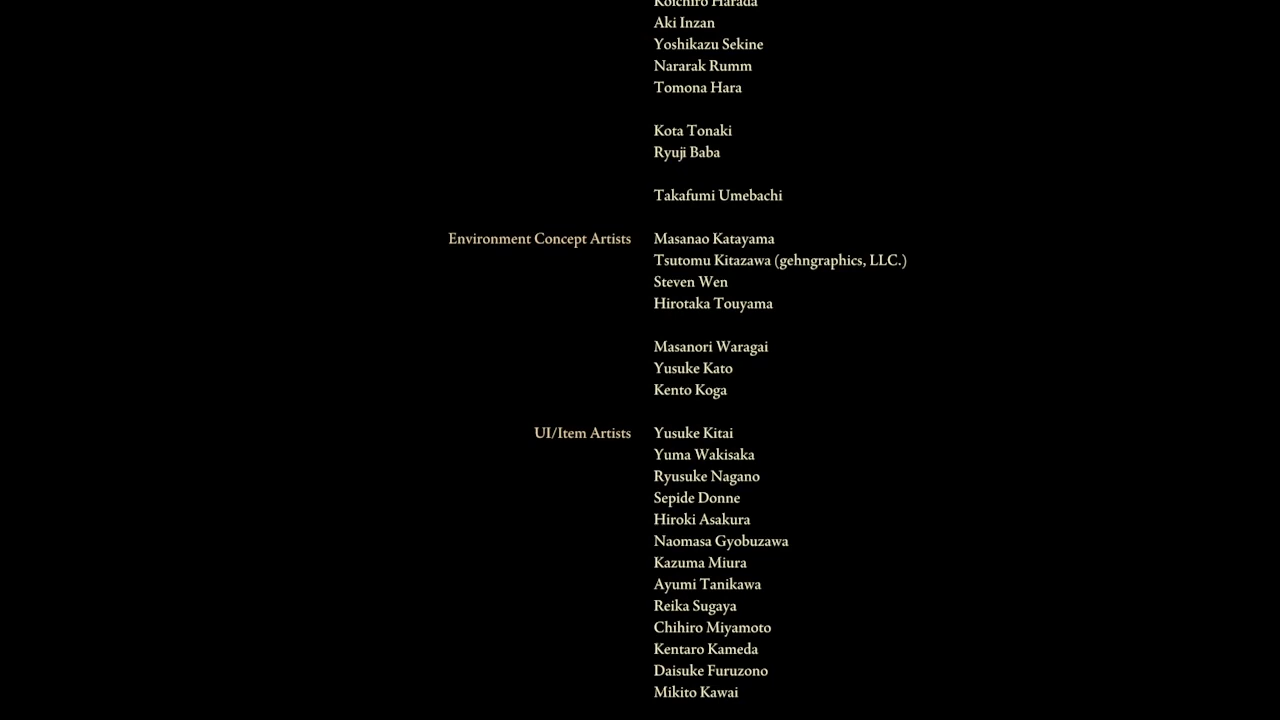 Koichiro Harada
Aki Inzan
Yoshikazu Sekine
Nararak Rumm
Tomona Hara
Kota Tonaki
Ryuji Baba
Takafumi Umebachi
Environment Concept Artists Masanao Katayama
Tsutomu Kitazawa (gehngraphics, LLC.)
Steven Wen
Hirotaka Touyama
Masanori Waragai
Yusuke Kato
Kento Koga
UI/Item Artists Yusuke Kitai
Yuma Wakisaka
Ryusuke Nagano
Sepide Donne
Hiroki Asakura
Naomasa Gyobuzawa
Kazuma Miura
Ayumi Tanikawa
Reika Sugaya
Chihiro Miyamoto
Kentaro Kameda
Daisuke Furuzono
Mikito Kawai